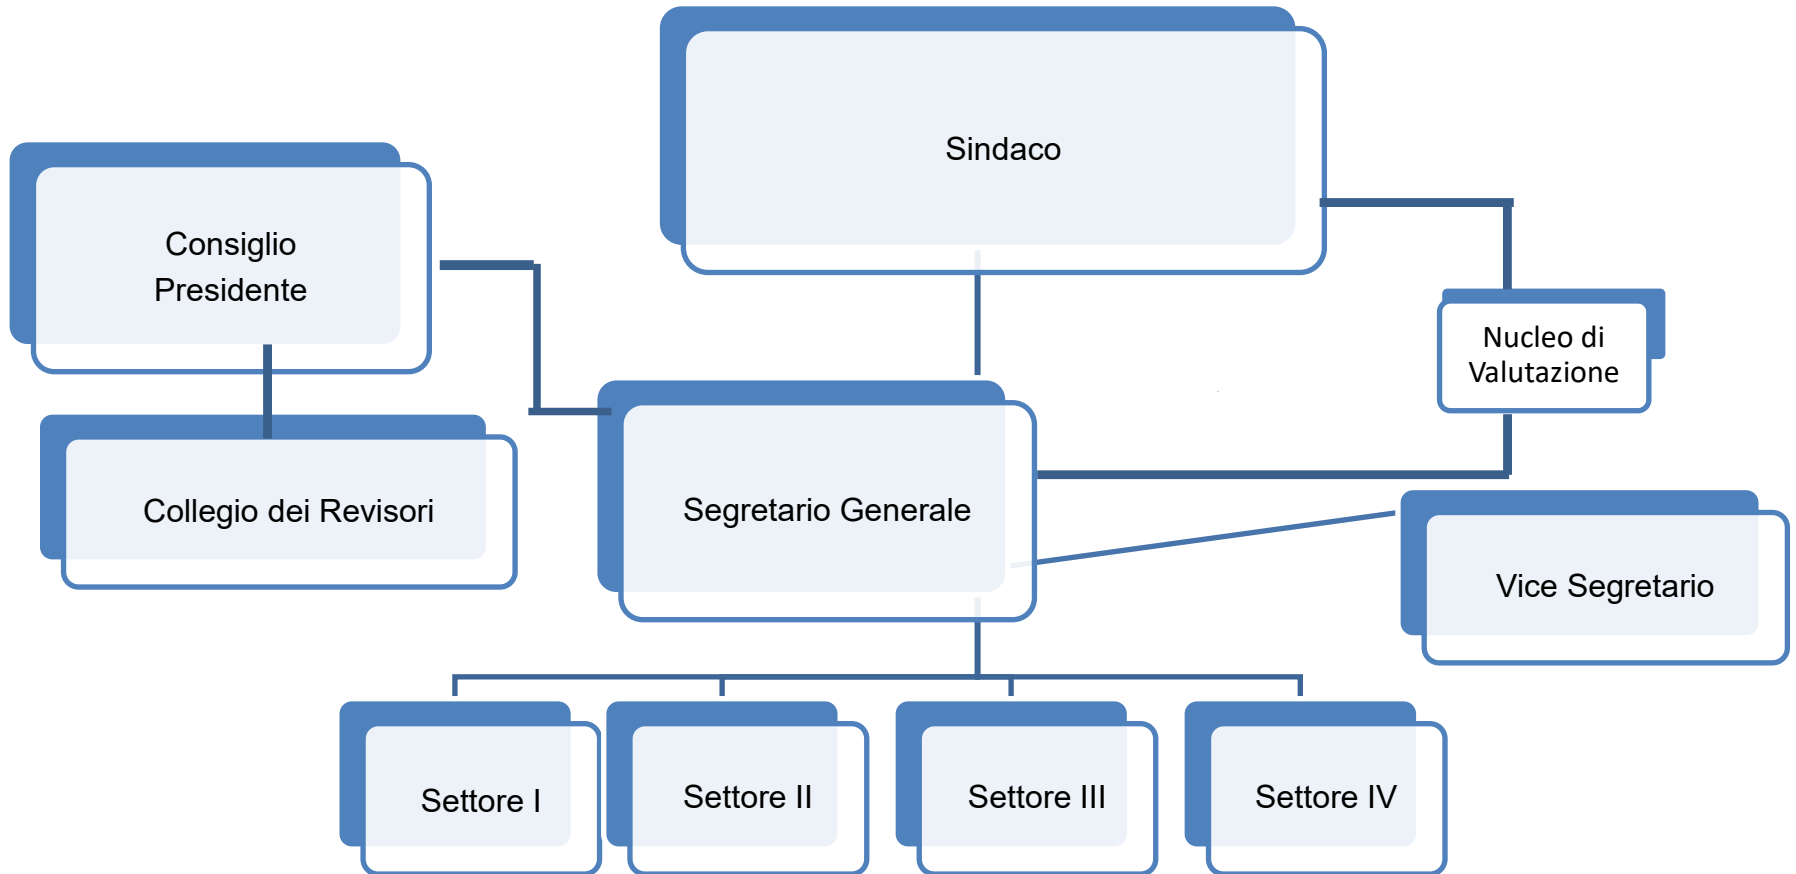 Sindaco
Consiglio
Presidente
Nucleo di
Valutazione
Collegio dei Revisori
Segretario Generale
Vice Segretario
Settore I
Settore II
Settore III
Settore IV